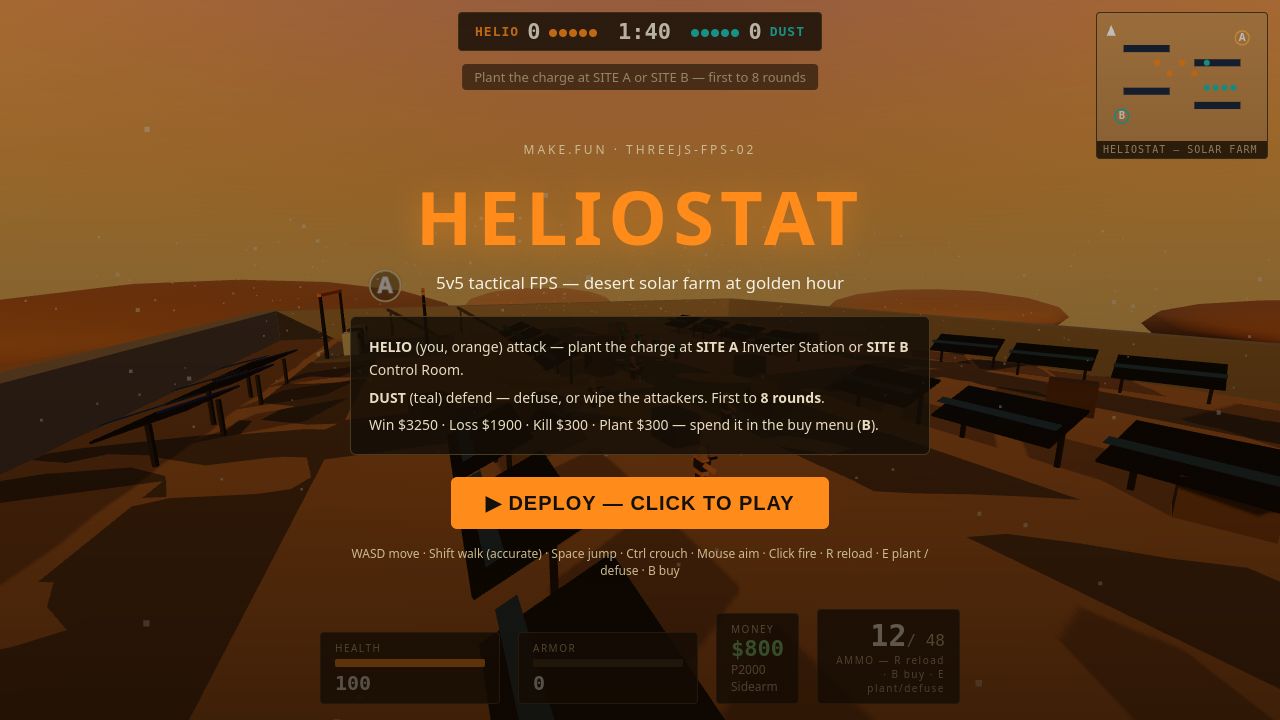 HELIO 0 1:40 0 DUST
Plant the charge at SITE A or SITE B — first to 8 rounds
A
B
HELIOSTAT — SOLAR FARM
MAKE.FUN · THREEJS-FPS-02
HELIOSTAT
A
5v5 tactical FPS — desert solar farm at golden hour
HELIO (you, orange) attack — plant the charge at SITE A Inverter Station or SITE B
Control Room.
DUST (teal) defend — defuse, or wipe the attackers. First to 8 rounds.
Win $3250 · Loss $1900 · Kill $300 · Plant $300 — spend it in the buy menu (B).
▶ DEPLOY — CLICK TO PLAY
WASD move · Shift walk (accurate) · Space jump · Ctrl crouch · Mouse aim · Click fire · R reload · E plant /
defuse · B buy
HEALTH
100
ARMOR
0
MONEY
$800
P2000
Sidearm
12/ 48
AMMO — R reload
· B buy · E
plant/defuse